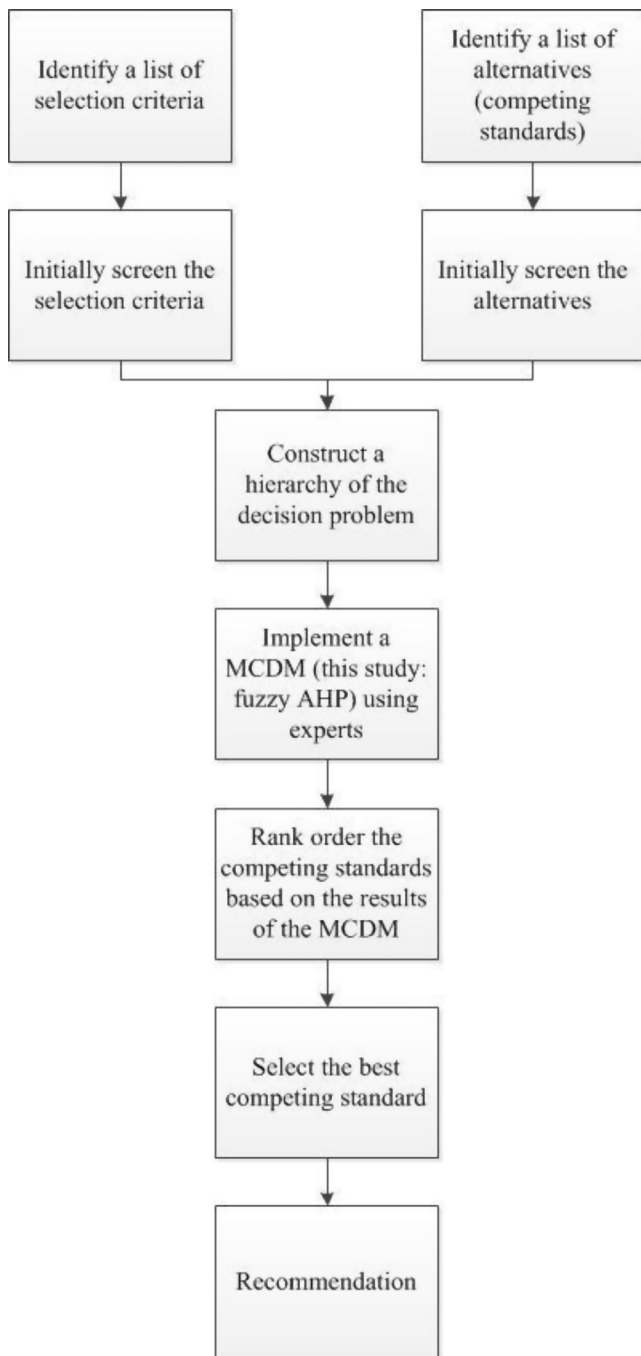 Identify a list of
selection criteria
Identify a list of
alternatives
(competing
standards)
Initially screen the
selection criteria
Initially screen the
alternatives
Construct a
hierarchy of the
decision problem
Implement a
MCDM (this study:
fuzzy AHP) using
experts
Rank order the
competing standards
based on the results
of the MCDM
Select the best
competing standard
Recommendation